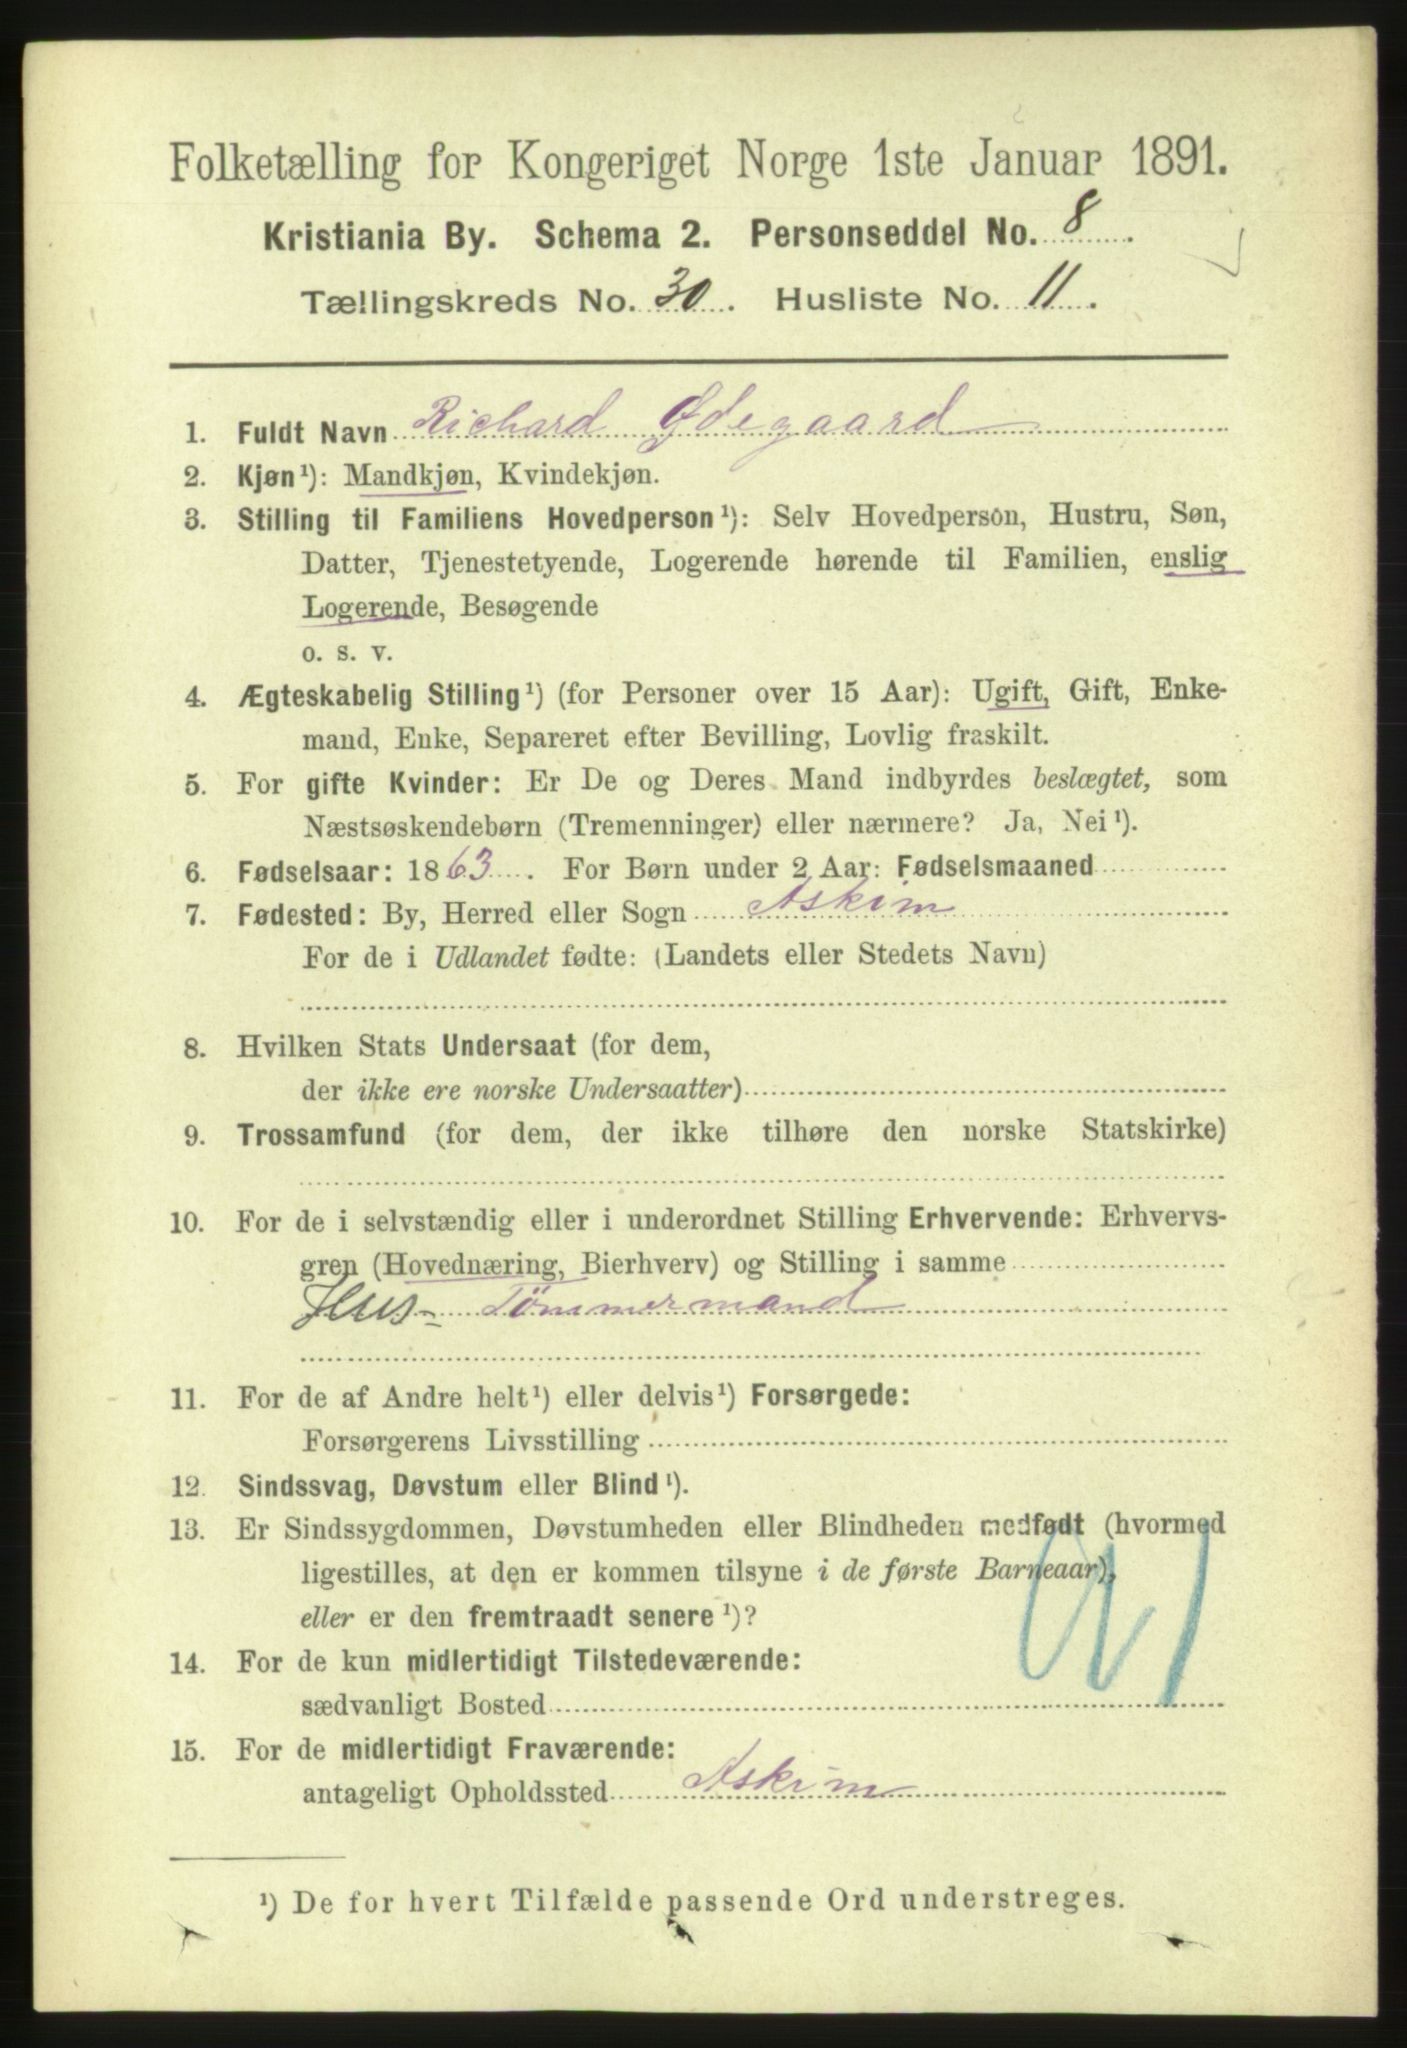 Folketælling for Kongeriget Norge 1ste Januar 1891.
Kristiania By. Schema 2. Personseddel No. 8.
Tællingskreds No. 30. Husliste No. 11.
1. Fuldt Navn Richard Ødegaard
2. Kjøn¹): Mandkjøn, Kvindekjøn.
3. Stilling til Familiens Hovedperson¹): Selv Hovedperson, Hustru, Søn,
Datter, Tjenestetyende, Logerende hørende til Familien, enslig
Logerende, Besøgende
o. s. v.
4. Ægteskabelig Stilling¹) (for Personer over 15 Aar): Ugift, Gift, Enke-
mand, Enke, Separeret efter Bevilling, Lovlig fraskilt.
5. For gifte Kvinder: Er De og Deres Mand indbyrdes beslægtet, som
Næstsøskendebørn (Tremenninger) eller nærmere? Ja, Nei¹).
6. Fødselsaar: 1863. For Børn under 2 Aar: Fødselsmaaned
7. Fødested: By, Herred eller Sogn Askim
For de i Udlandet fødte: (Landets eller Stedets Navn)
8. Hvilken Stats Undersaat (for dem,
der ikke ere norske Undersaatter)
9. Trossamfund (for dem, der ikke tilhøre den norske Statskirke)
10. For de i selvstændig eller i underordnet Stilling Erhvervende: Erhvervs-
gren (Hovednæring, Bierhverv) og Stilling i samme
Hus- Tømmermand
11. For de af Andre helt¹) eller delvis¹) Forsørgede:
Forsørgerens Livsstilling
12. Sindssvag, Døvstum eller Blind¹).
13. Er Sindssygdommen, Døvstumheden eller Blindheden medfødt (hvormed
ligestilles, at den er kommen tilsyne i de første Barneaar),
eller er den fremtraadt senere¹)?
14. For de kun midlertidigt Tilstedeværende:
sædvanligt Bosted
15. For de midlertidigt Fraværende:
antageligt Opholdssted Askim
¹) De for hvert Tilfælde passende Ord understreges.